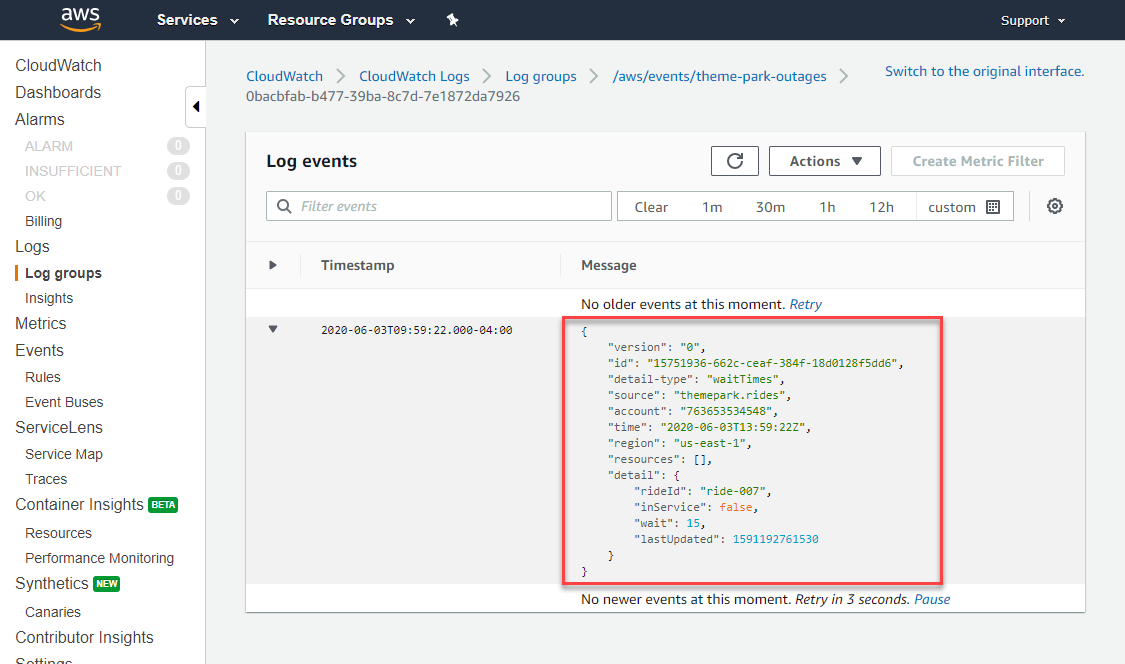 aws
Services
Resource Groups
Support
CloudWatch
Dashboards
Alarms
ALARM 0
INSUFFICIENT 0
OK 0
Billing
Logs
Log groups
Insights
Metrics
Events
Rules
Event Buses
ServiceLens
Service Map
Traces
Container Insights BETA
Resources
Performance Monitoring
Synthetics NEW
Canaries
Contributor Insights
Settings
CloudWatch
CloudWatch Logs
Log groups
/aws/events/theme-park-outages
0bacbfab-b477-39ba-8c7d-7e1872da7926
Switch to the original interface.
Log events
Actions
Create Metric Filter
Filter events
Clear 1m 30m 1h 12h custom
Timestamp Message
No older events at this moment. Retry
2020-06-03T09:59:22.000-04:00
{
"version": "0",
"id": "15751936-662c-ceaf-384f-18d0128f5dd6",
"detail-type": "waitTimes",
"source": "themepark.rides",
"account": "763653534548",
"time": "2020-06-03T13:59:22Z",
"region": "us-east-1",
"resources": [],
"detail": {
"rideId": "ride-007",
"inService": false,
"wait": 15,
"lastUpdated": 1591192761530
}
}
No newer events at this moment. Retry in 3 seconds. Pause